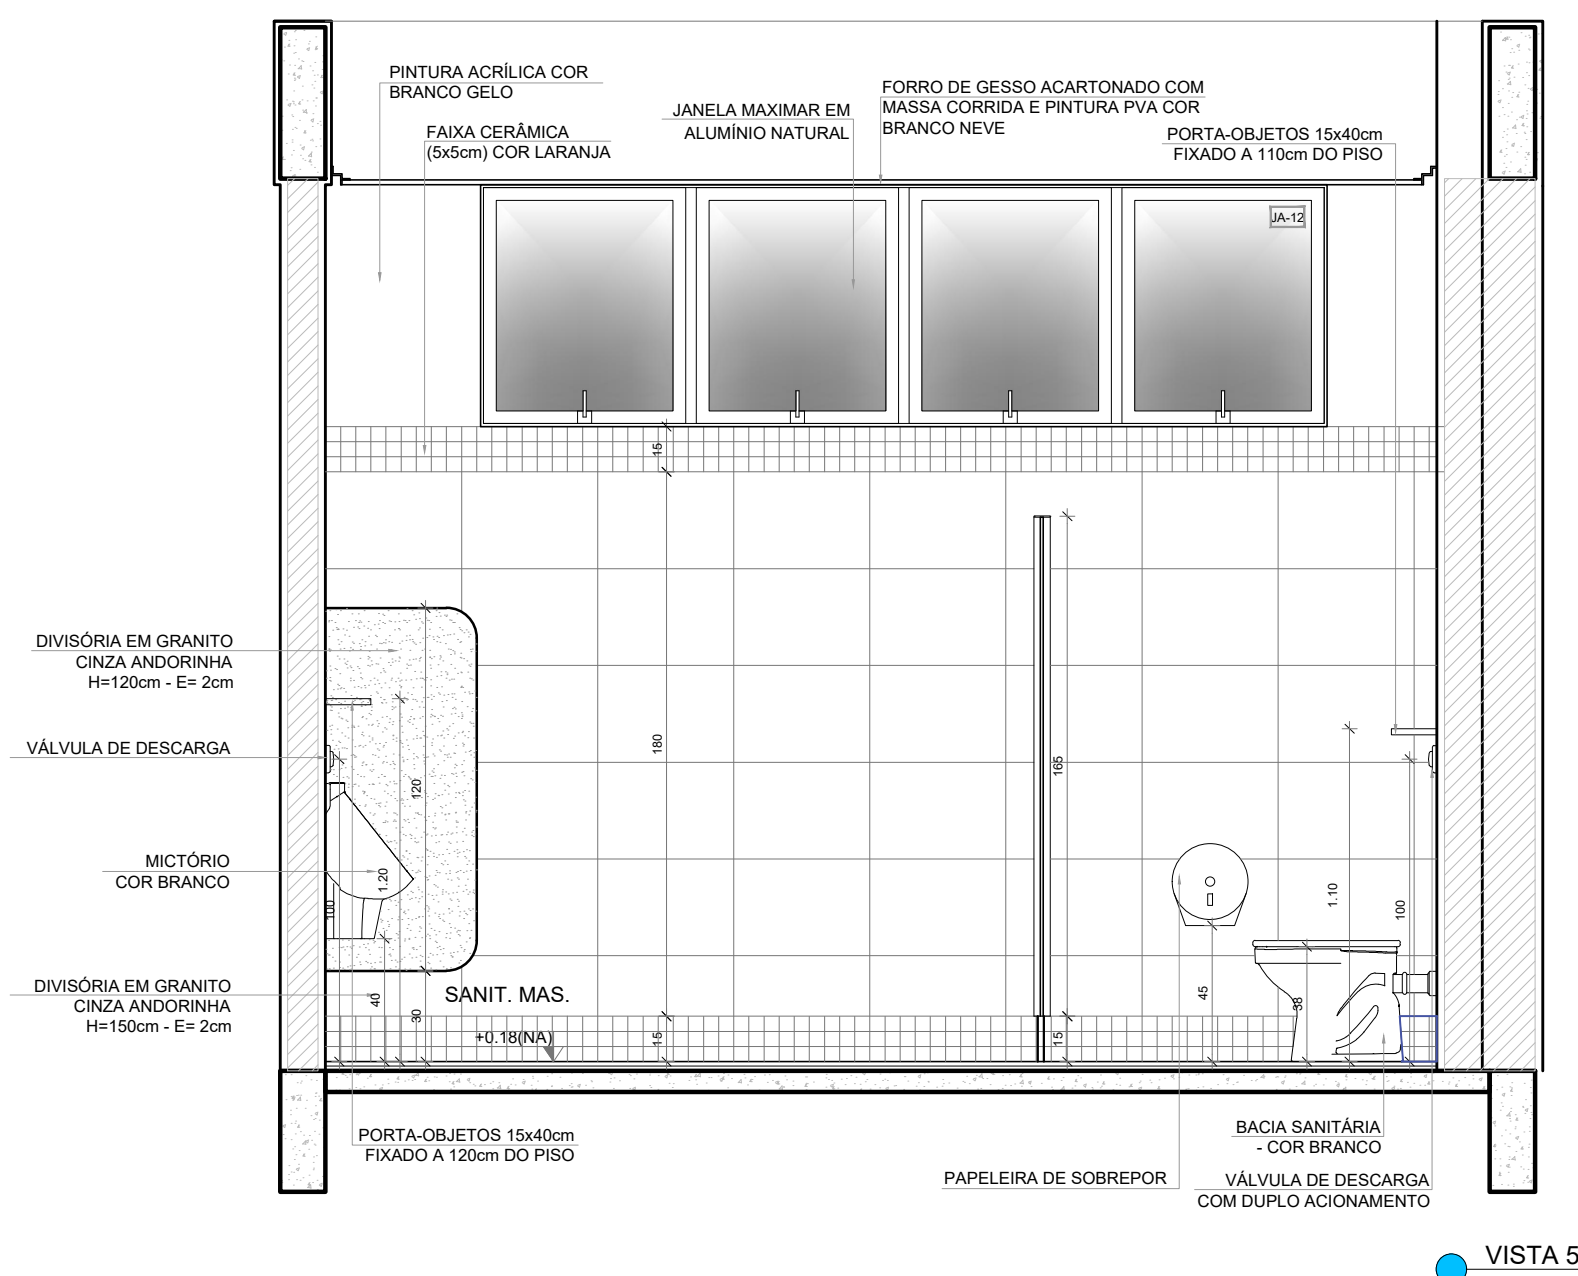 PINTURA ACRÍLICA COR
BRANCO GELO
FAIXA CERÂMICA
(5x5cm) COR LARANJA
JANELA MAXIMAR EM
ALUMÍNIO NATURAL
FORRO DE GESSO ACARTONADO COM
MASSA CORRIDA E PINTURA PVA COR
BRANCO NEVE
PORTA-OBJETOS 15x40cm
FIXADO A 110cm DO PISO
JA-12
15
DIVISÓRIA EM GRANITO
CINZA ANDORINHA
H=120cm - E= 2cm
VÁLVULA DE DESCARGA
180
165
120
MICTÓRIO
COR BRANCO
1.20
100
1.10
100
DIVISÓRIA EM GRANITO
CINZA ANDORINHA
H=150cm - E= 2cm
40
30
SANIT. MAS.
+0.18(NA)
15
15
45
38
PORTA-OBJETOS 15x40cm
FIXADO A 120cm DO PISO
PAPELEIRA DE SOBREPOR
BACIA SANITÁRIA
- COR BRANCO
VÁLVULA DE DESCARGA
COM DUPLO ACIONAMENTO
VISTA 5